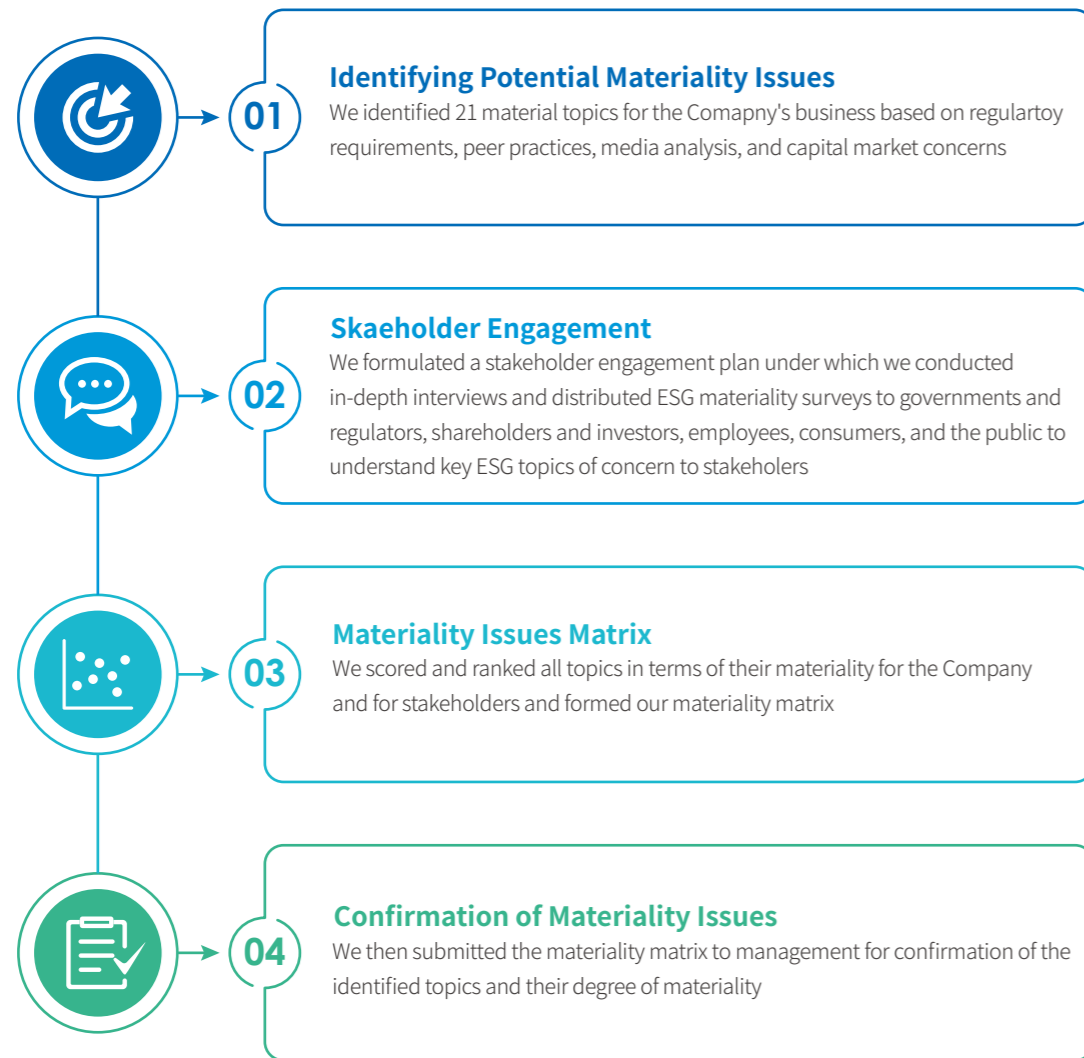 01
Identifying Potential Materiality Issues
We identified 21 material topics for the Comapny's business based on regulartoy
requirements, peer practices, media analysis, and capital market concerns
02
Skaeholder Engagement
We formulated a stakeholder engagement plan under which we conducted
in-depth interviews and distributed ESG materiality surveys to governments and
regulators, shareholders and investors, employees, consumers, and the public to
understand key ESG topics of concern to stakeholers
03
Materiality Issues Matrix
We scored and ranked all topics in terms of their materiality for the Company
and for stakeholders and formed our materiality matrix
04
Confirmation of Materiality Issues
We then submitted the materiality matrix to management for confirmation of the
identified topics and their degree of materiality